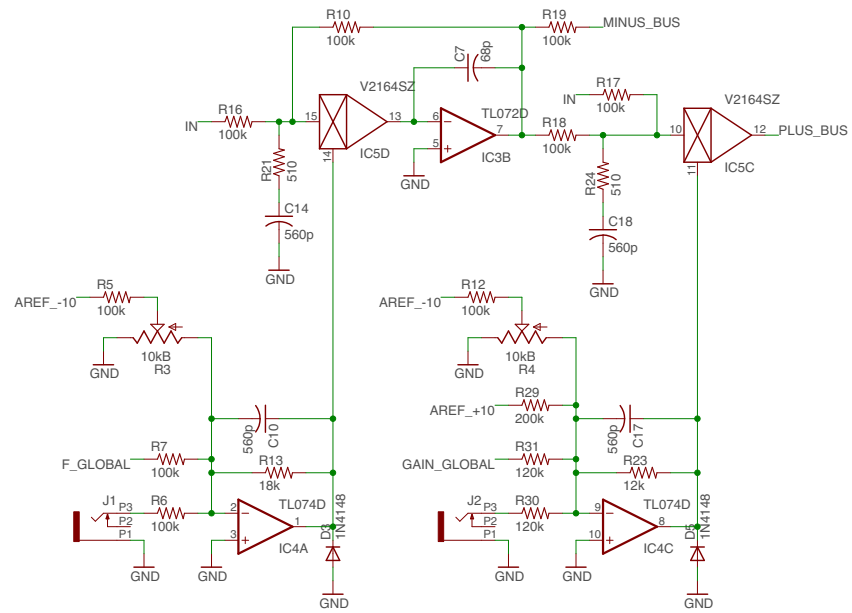 R10
100k
R19
100k
MINUS_BUS
C7
68p
V2164SZ
R17
100k
V2164SZ
IN
R16
100k
15
13
14
IC5D
TL072D
6
7
5
IC3B
GND
R18
100k
IN
10
12
11
PLUS_BUS
IC5C
R21
510
C14
560p
GND
R24
510
C18
560p
GND
R5
AREF_-10
100k
10kB
R3
GND
R12
AREF_-10
100k
10kB
R4
GND
R29
AREF_+10
200k
560p
C10
560p
C17
R7
F_GLOBAL
100k
R13
18k
R31
GAIN_GLOBAL
120k
R23
12k
J1
P3
P2
P1
R6
100k
2
3
1
TL074D
IC4A
D3
1N4148
GND
GND
GND
J2
P3
P2
P1
R30
120k
9
10
8
TL074D
IC4C
D5
1N4148
GND
GND
GND